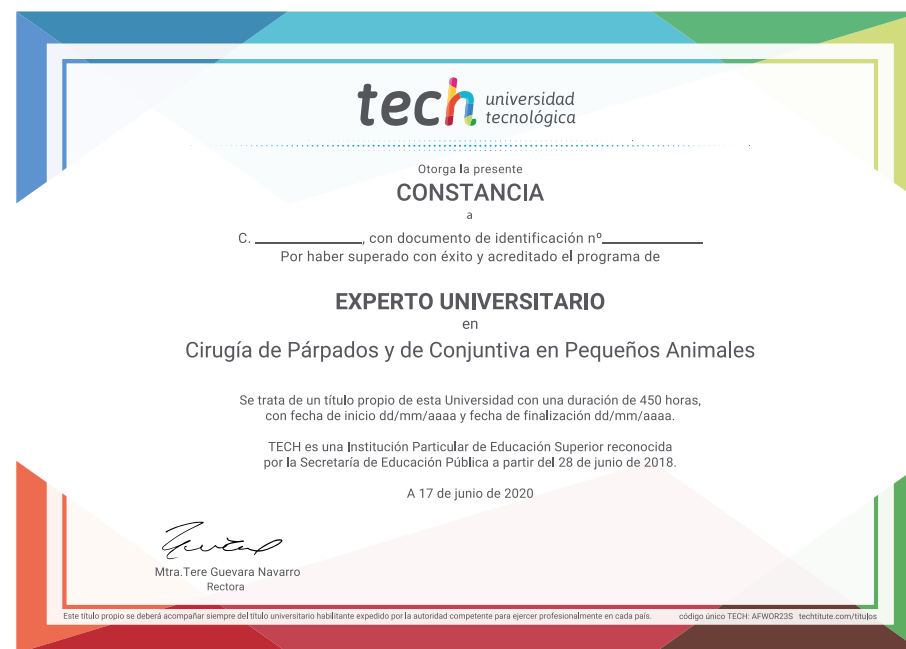 tech universidad
tecnológica
Otorga la presente
CONSTANCIA
a
C. ____________, con documento de identificación nº____________
Por haber superado con éxito y acreditado el programa de
EXPERTO UNIVERSITARIO
en
Cirugía de Párpados y de Conjuntiva en Pequeños Animales
Se trata de un título propio de esta Universidad con una duración de 450 horas,
con fecha de inicio dd/mm/aaaa y fecha de finalización dd/mm/aaaa.
TECH es una Institución Particular de Educación Superior reconocida
por la Secretaría de Educación Pública a partir del 28 de junio de 2018.
A 17 de junio de 2020
Mtra.Tere Guevara Navarro
Rectora
Este título propio se deberá acompañar siempre del título universitario habilitante expedido por la autoridad competente para ejercer profesionalmente en cada país. código único TECH: AFWOR23S techtitute.com/titulos